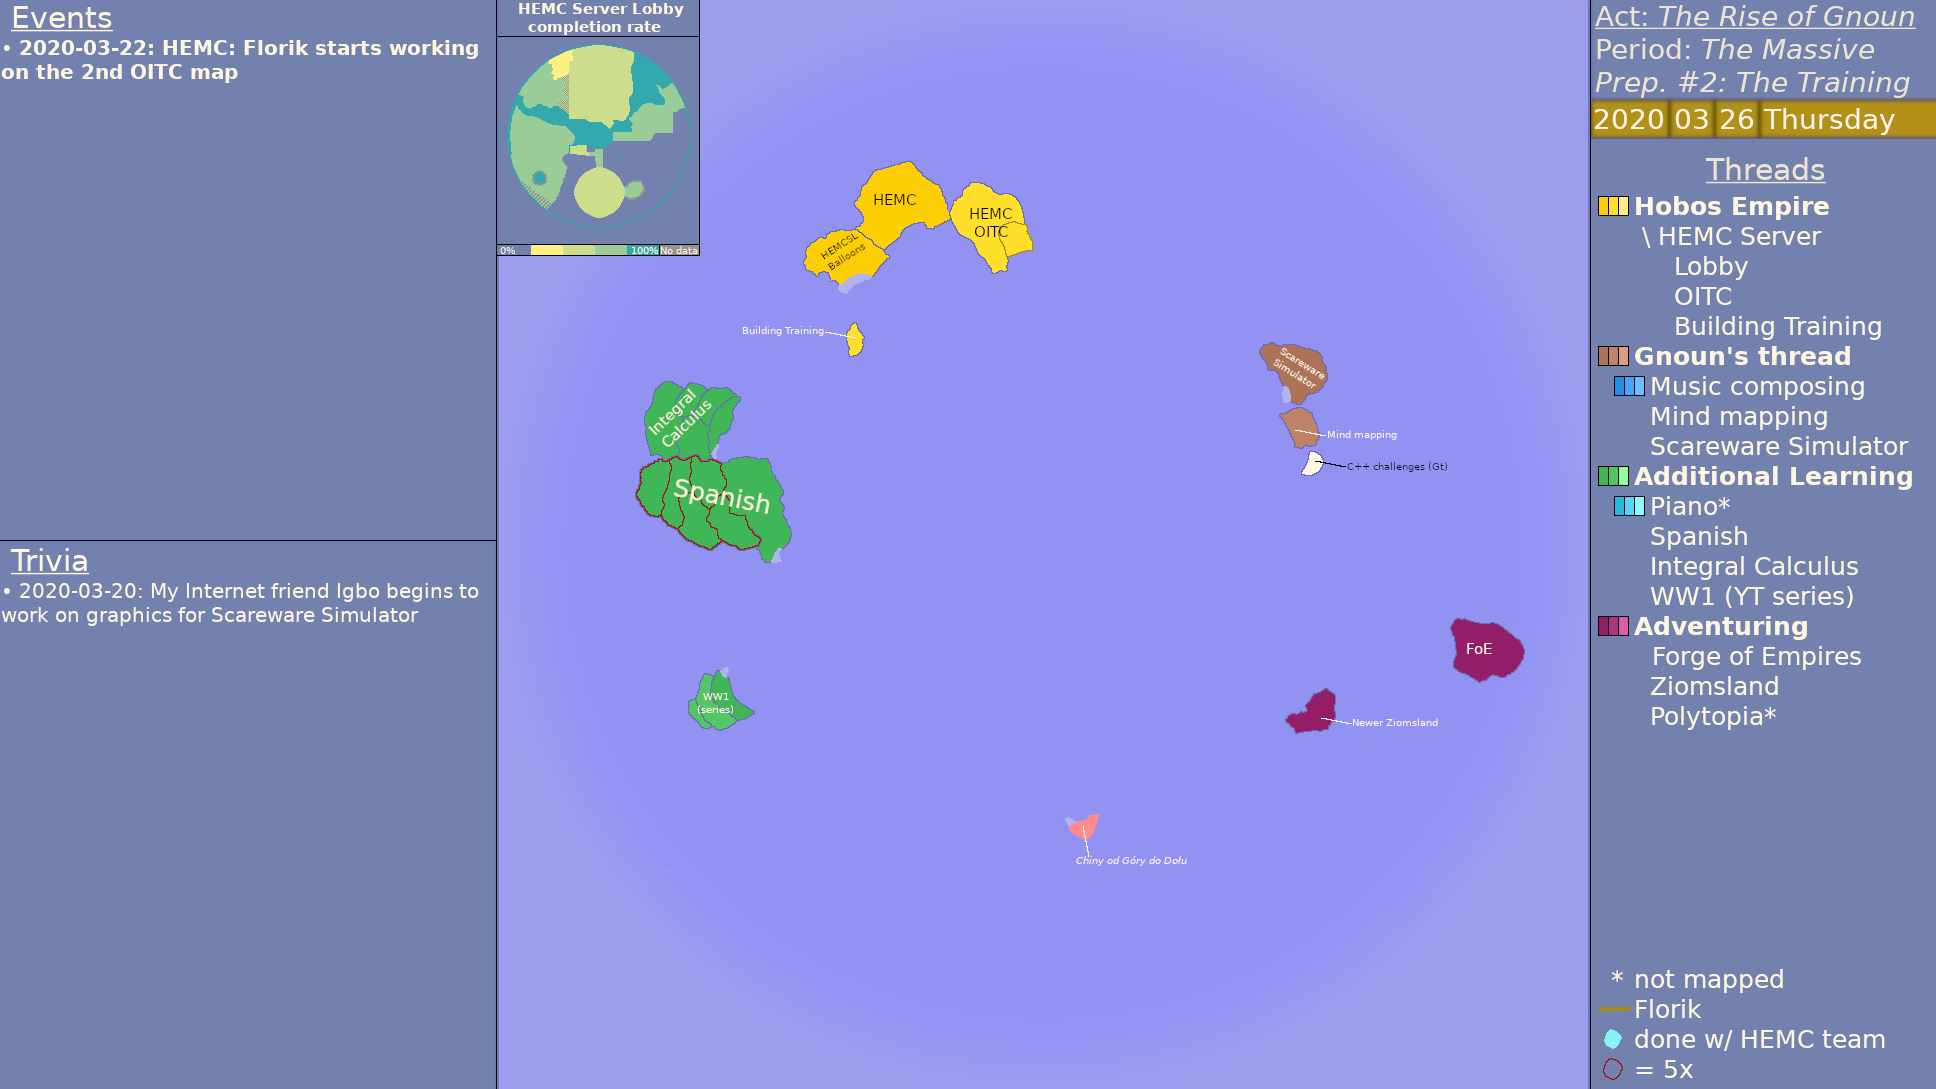 Events
• 2020-03-22: HEMC: Florik starts working
on the 2nd OITC map
Trivia
• 2020-03-20: My Internet friend Igbo begins to
work on graphics for Scareware Simulator
HEMC Server Lobby
completion rate
0%
100%
No data
HEMC
HEMC
OITC
HEMCSL
Balloons
Building Training
Integral
Calculus
Spanish
WW1
(series)
Scareware
Simulator
Mind mapping
C++ challenges (Gt)
FoE
Newer Ziomsland
Chiny od Góry do Dołu
Act: The Rise of Gnoun
Period: The Massive
Prep. #2: The Training
2020 03 26 Thursday
Threads
Hobos Empire
\ HEMC Server
Lobby
OITC
Building Training
Gnoun's thread
Music composing
Mind mapping
Scareware Simulator
Additional Learning
Piano*
Spanish
Integral Calculus
WW1 (YT series)
Adventuring
Forge of Empires
Ziomsland
Polytopia*
* not mapped
Florik
done w/ HEMC team
= 5x